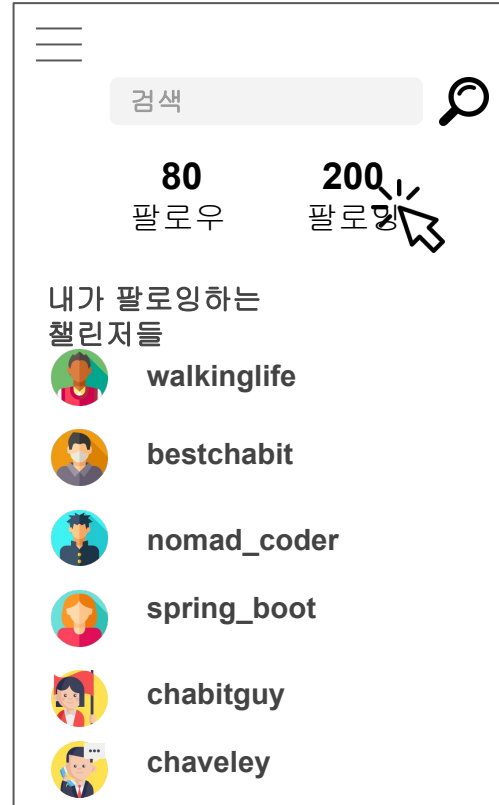 검색
80 200
팔로우 팔로잉
내가 팔로잉하는
챌린저들
walkinglife
bestchabit
nomad_coder
spring_boot
chabitguy
chaveley